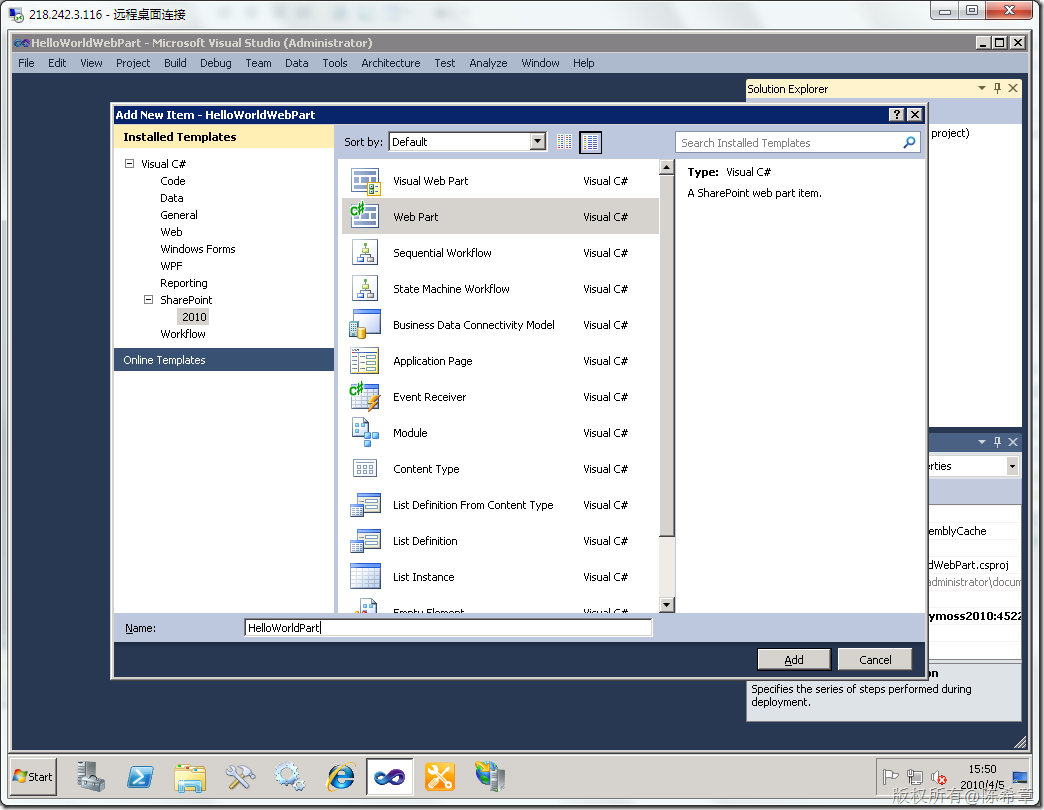 218.242.3.116 - 远程桌面连接
HelloWorldWebPart - Microsoft Visual Studio (Administrator)
File Edit View Project Build Debug Team Data Tools Architecture Test Analyze Window Help
Solution Explorer
Add New Item - HelloWorldWebPart
Installed Templates
Sort by: Default
Search Installed Templates
project)
Visual C#
Code
Data
General
Web
Windows Forms
WPF
Reporting
SharePoint
2010
Workflow
Online Templates
Visual Web Part Visual C#
Web Part Visual C#
Sequential Workflow Visual C#
State Machine Workflow Visual C#
Business Data Connectivity Model Visual C#
Application Page Visual C#
Event Receiver Visual C#
Module Visual C#
Content Type Visual C#
List Definition From Content Type Visual C#
List Definition Visual C#
List Instance Visual C#
Empty Element Visual C#
Type: Visual C#
A SharePoint web part item.
erties
emblyCache
dWebPart.csproj
administrator\docum
ymoss2010:4522
Name: HelloWorldPart
Add Cancel
on
Specifies the series of steps performed during
deployment.
Start
15:50
2010/4/5
版权所有@陈希章